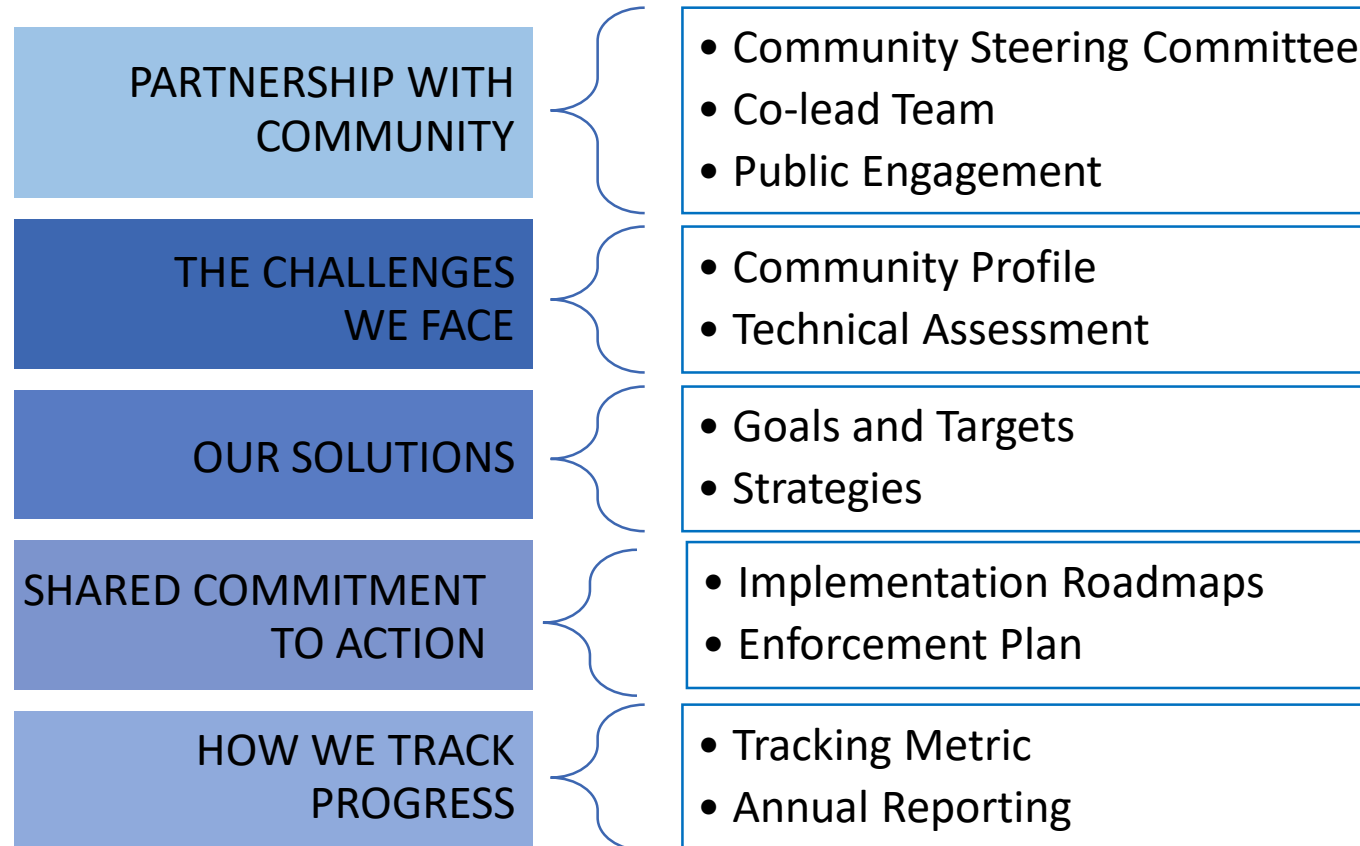 PARTNERSHIP WITH
COMMUNITY
• Community Steering Committee
• Co-lead Team
• Public Engagement
THE CHALLENGES
WE FACE
• Community Profile
• Technical Assessment
OUR SOLUTIONS
• Goals and Targets
• Strategies
SHARED COMMITMENT
TO ACTION
• Implementation Roadmaps
• Enforcement Plan
HOW WE TRACK
PROGRESS
• Tracking Metric
• Annual Reporting